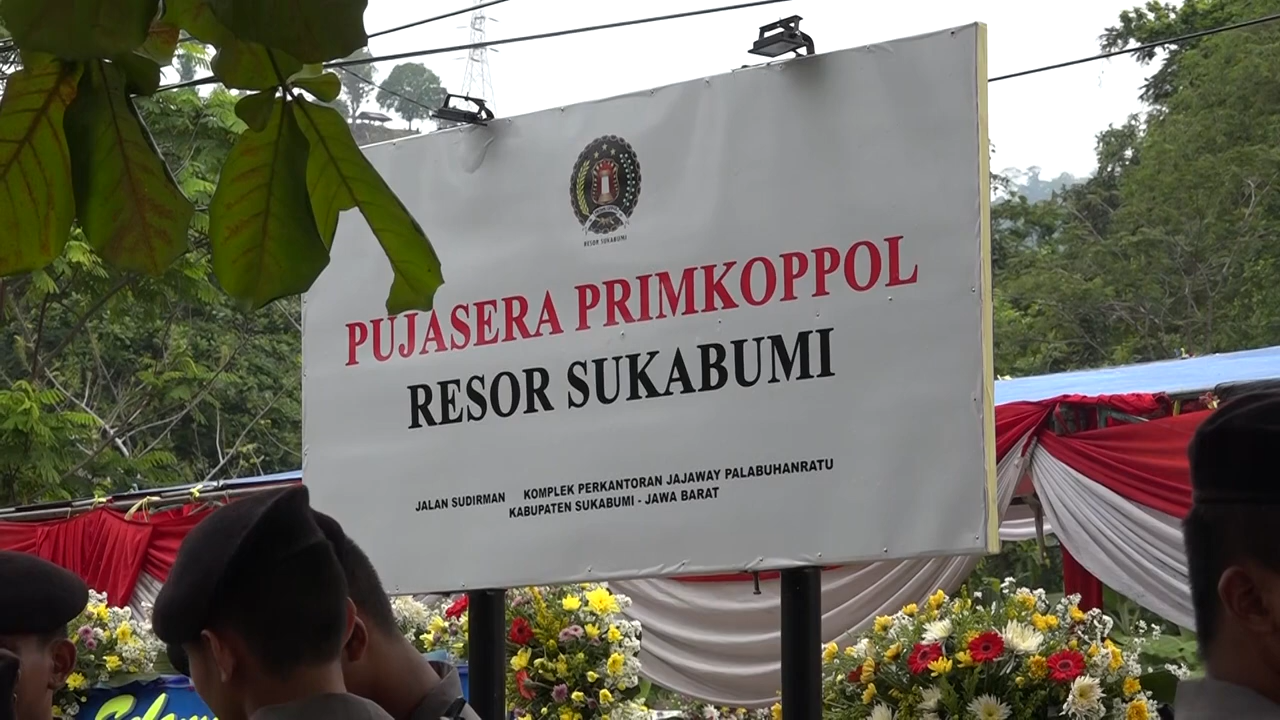 RESOR SUKABUMI
PUJASERA PRIMKOPPOL
RESOR SUKABUMI
JALAN SUDIRMAN KOMPLEK PERKANTORAN JAJAWAY PALABUHANRATU
KABUPATEN SUKABUMI - JAWA BARAT